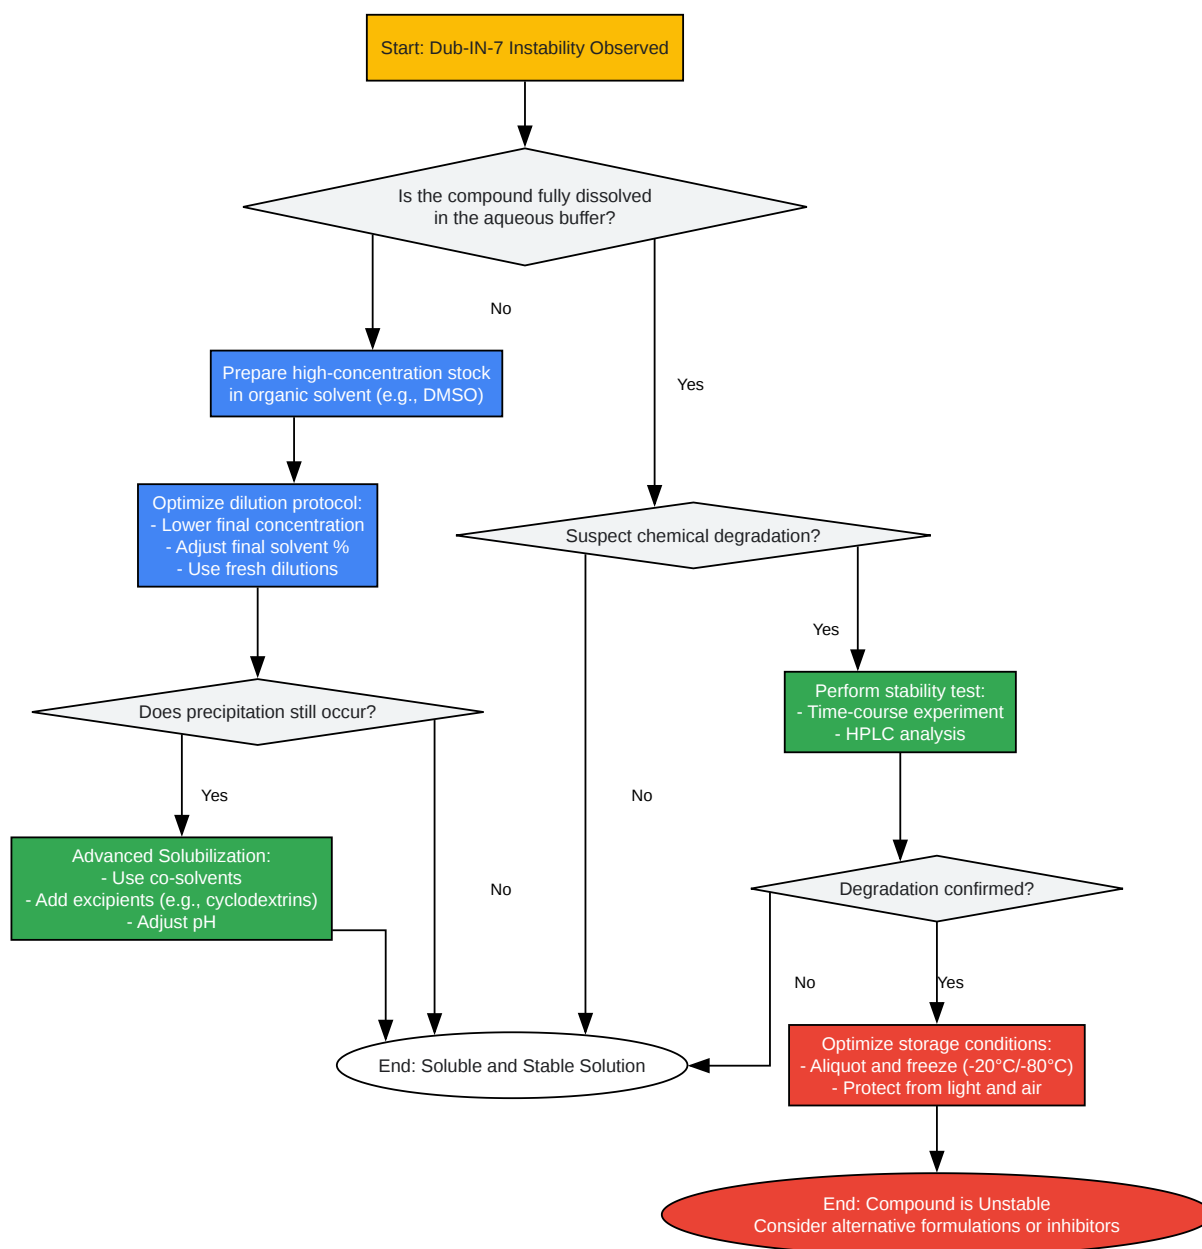 Start: Dub-IN-7 Instability Observed
Is the compound fully dissolved
in the aqueous buffer?
No
Prepare high-concentration stock
in organic solvent (e.g., DMSO)
Yes
Optimize dilution protocol:
- Lower final concentration
- Adjust final solvent %
- Use fresh dilutions
Suspect chemical degradation?
Yes
Perform stability test:
- Time-course experiment
- HPLC analysis
Does precipitation still occur?
Yes
No
Advanced Solubilization:
- Use co-solvents
- Add excipients (e.g., cyclodextrins)
- Adjust pH
No
Degradation confirmed?
No
Yes
End: Soluble and Stable Solution
Optimize storage conditions:
- Aliquot and freeze (-20°C/-80°C)
- Protect from light and air
End: Compound is Unstable
Consider alternative formulations or inhibitors